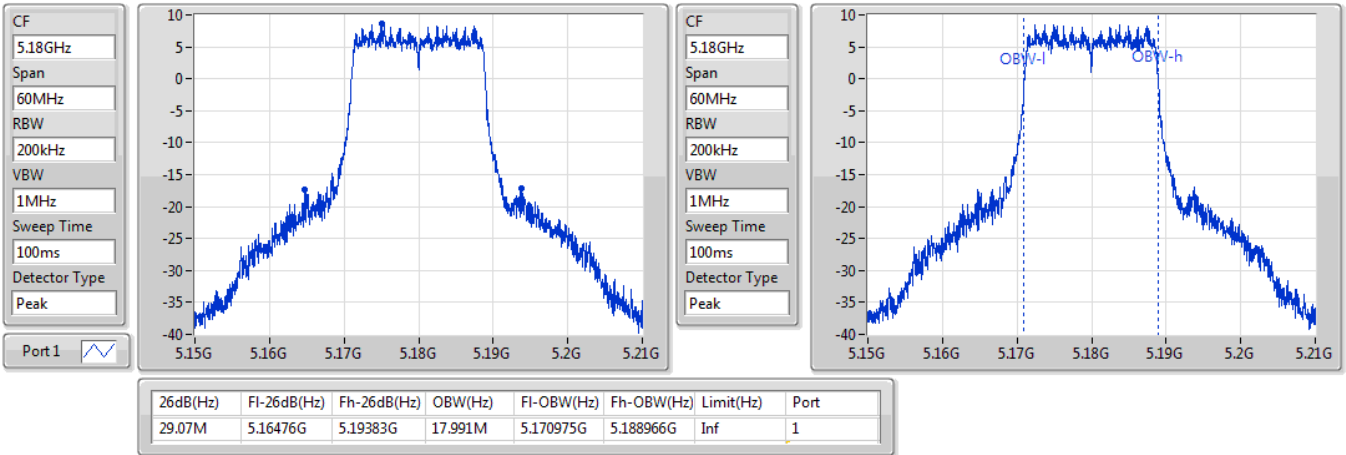 CF
5.18GHz
Span
60MHz
RBW
200kHz
VBW
1MHz
Sweep Time
100ms
Detector Type
Peak
Port 1
10
5
0
-5
-10
-15
-20
-25
-30
-35
-40
5.15G 5.16G 5.17G 5.18G 5.19G 5.2G 5.21G
CF
5.18GHz
Span
60MHz
RBW
200kHz
VBW
1MHz
Sweep Time
100ms
Detector Type
Peak
10
5
0
-5
-10
-15
-20
-25
-30
-35
-40
OBW-l OBW-h
5.15G 5.16G 5.17G 5.18G 5.19G 5.2G 5.21G
26dB(Hz) Fl-26dB(Hz) Fh-26dB(Hz) OBW(Hz) Fl-OBW(Hz) Fh-OBW(Hz) Limit(Hz) Port
29.07M 5.16476G 5.19383G 17.991M 5.170975G 5.188966G Inf 1